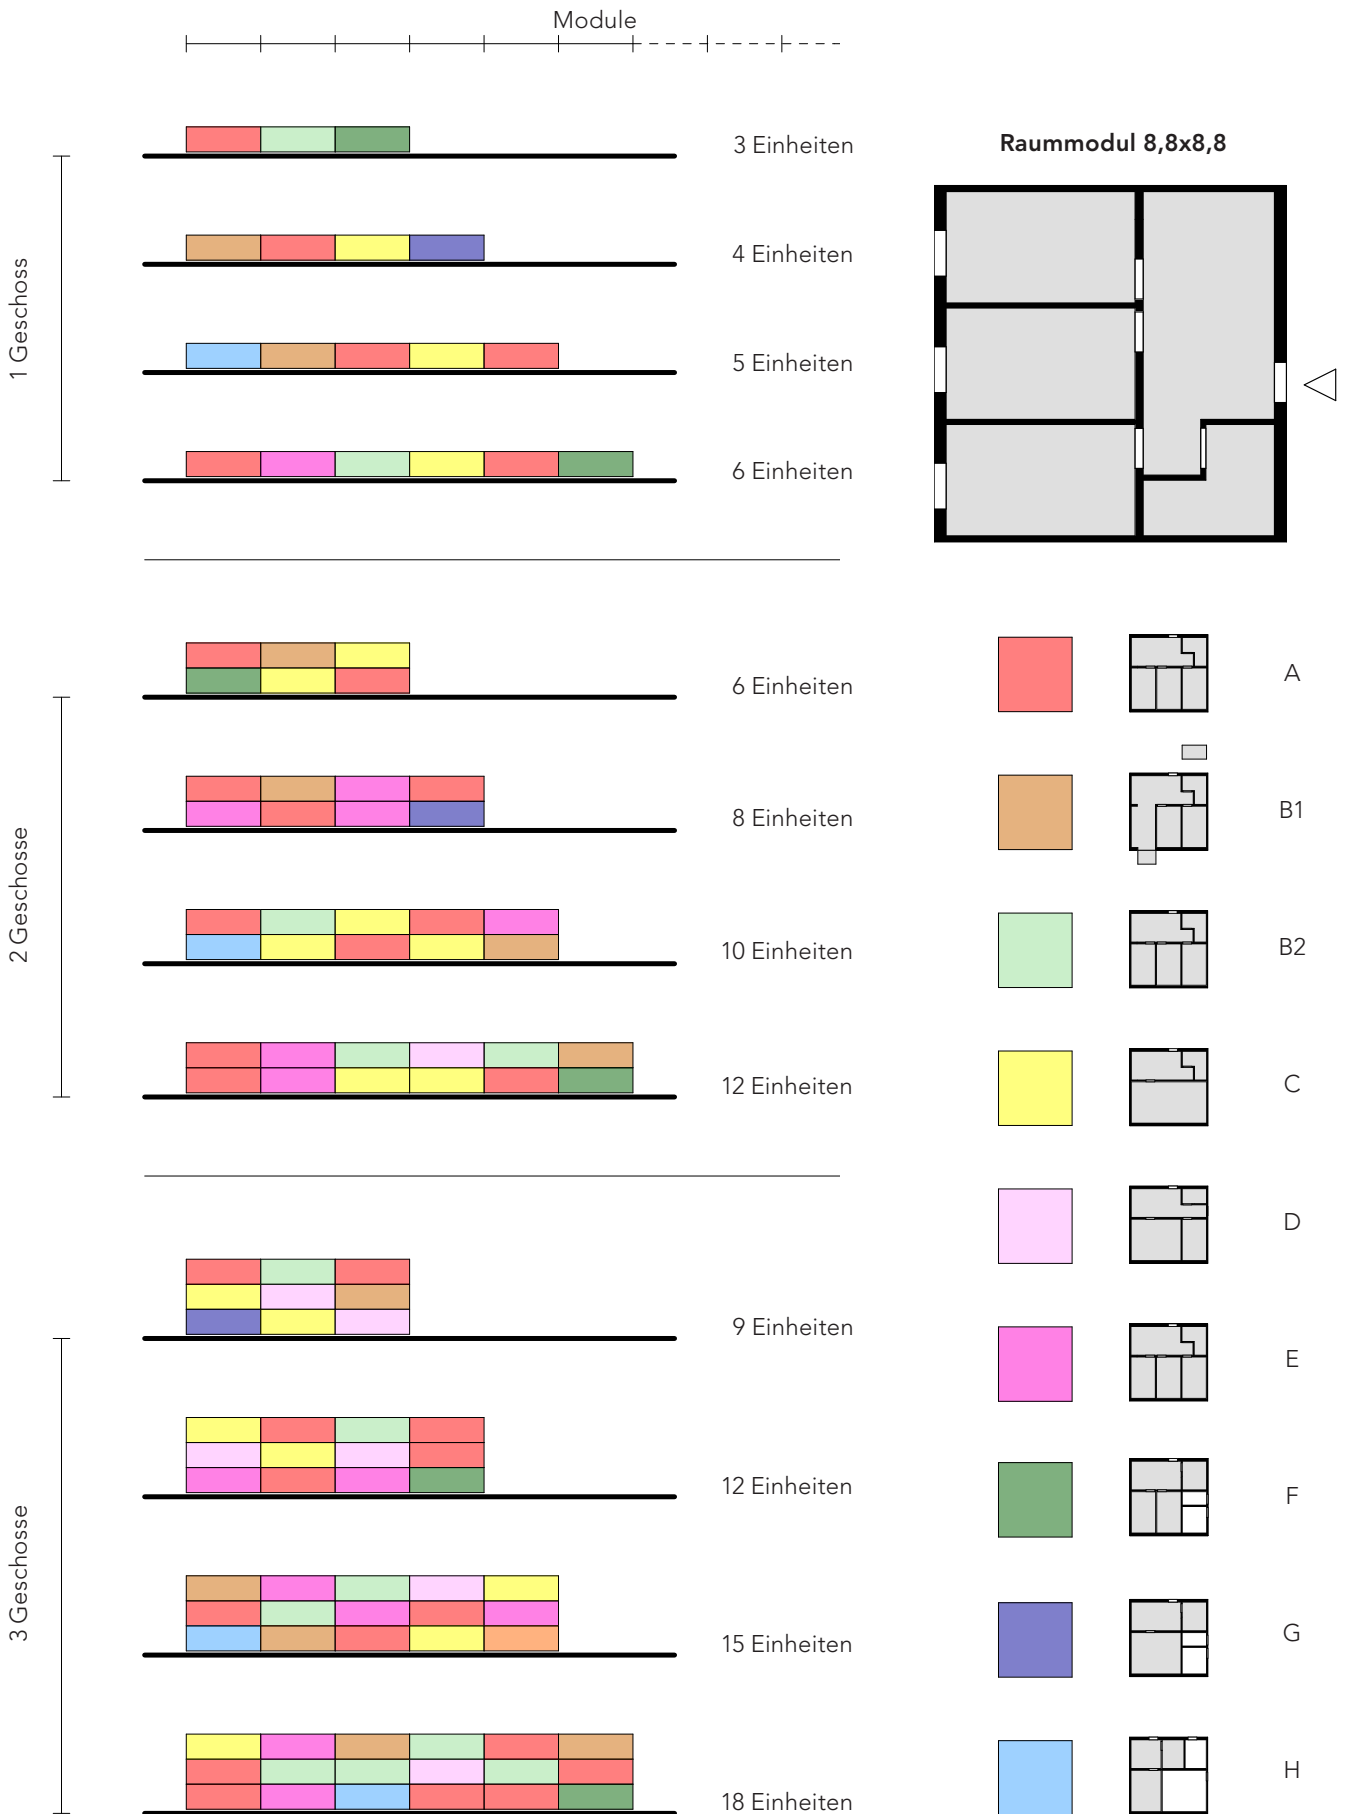 Module
1 Geschoss
3 Einheiten
4 Einheiten
5 Einheiten
6 Einheiten
2 Geschosse
6 Einheiten
8 Einheiten
10 Einheiten
12 Einheiten
3 Geschosse
9 Einheiten
12 Einheiten
15 Einheiten
18 Einheiten
Raummodul 8,8x8,8
A
B1
B2
C
D
E
F
G
H